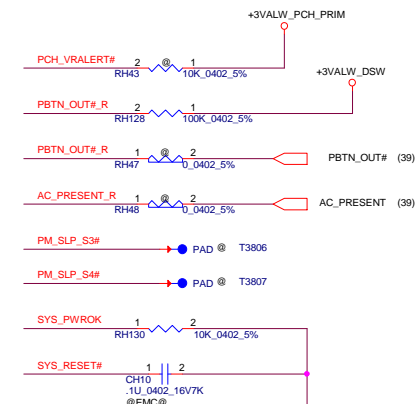 +3VALW_PCH_PRIM
PCH_VRALERT# 2 @ 1
RH43 10K_0402_5%
+3VALW_DSW
PBTN_OUT#_R 2 1
RH128 100K_0402_5%
PBTN_OUT#_R 1 @ 2
RH47 0_0402_5% PBTN_OUT# (39)
AC_PRESENT_R 1 @ 2
RH48 0_0402_5% AC_PRESENT (39)
PM_SLP_S3#
PAD @ T3806
PM_SLP_S4#
PAD @ T3807
SYS_PWROK 1 2
RH130 10K_0402_5%
SYS_RESET# 1 2
CH10
.1U_0402_16V7K
@EMC@